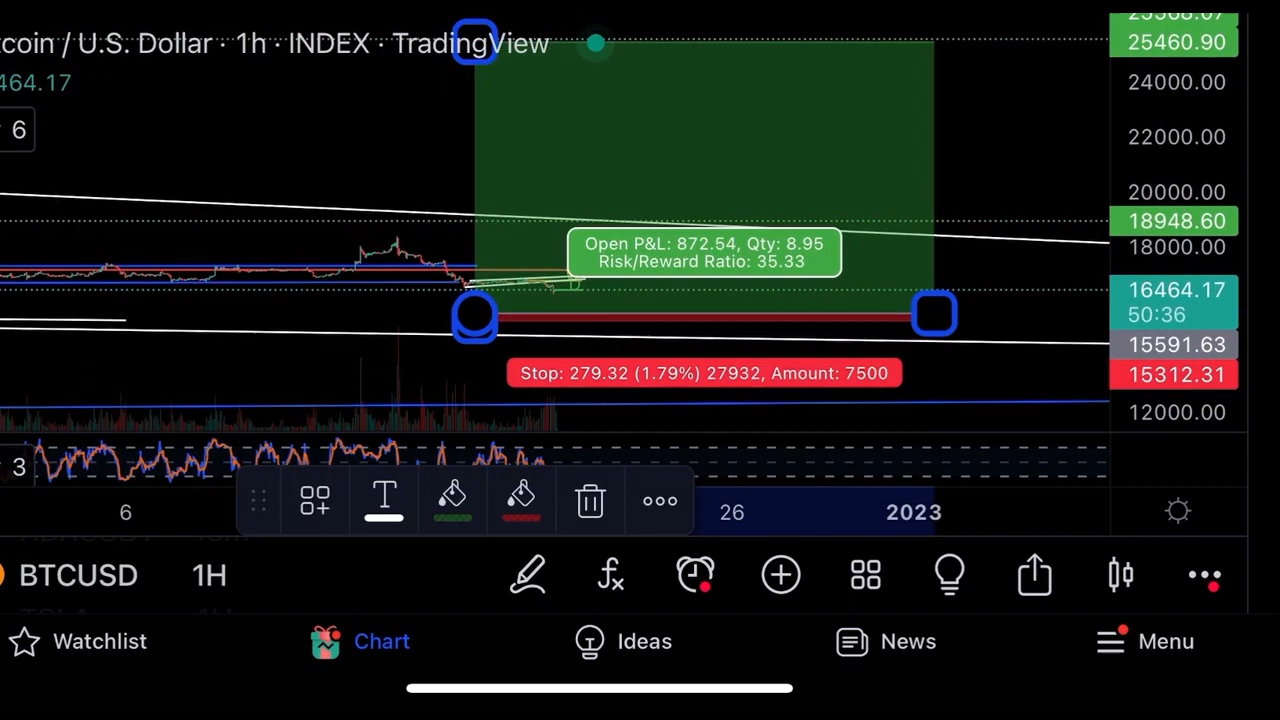 25568.07
tcoin / U.S. Dollar · 1h · INDEX · TradingView
25460.90
464.17
24000.00
6
22000.00
20000.00
18948.60
18000.00
Open P&L: 872.54, Qty: 8.95
Risk/Reward Ratio: 35.33
16464.17
50:36
15591.63
Stop: 279.32 (1.79%) 27932, Amount: 7500
15312.31
12000.00
3
T
6
26
2023
BTCUSD 1H
Watchlist
Chart
Ideas
News
Menu